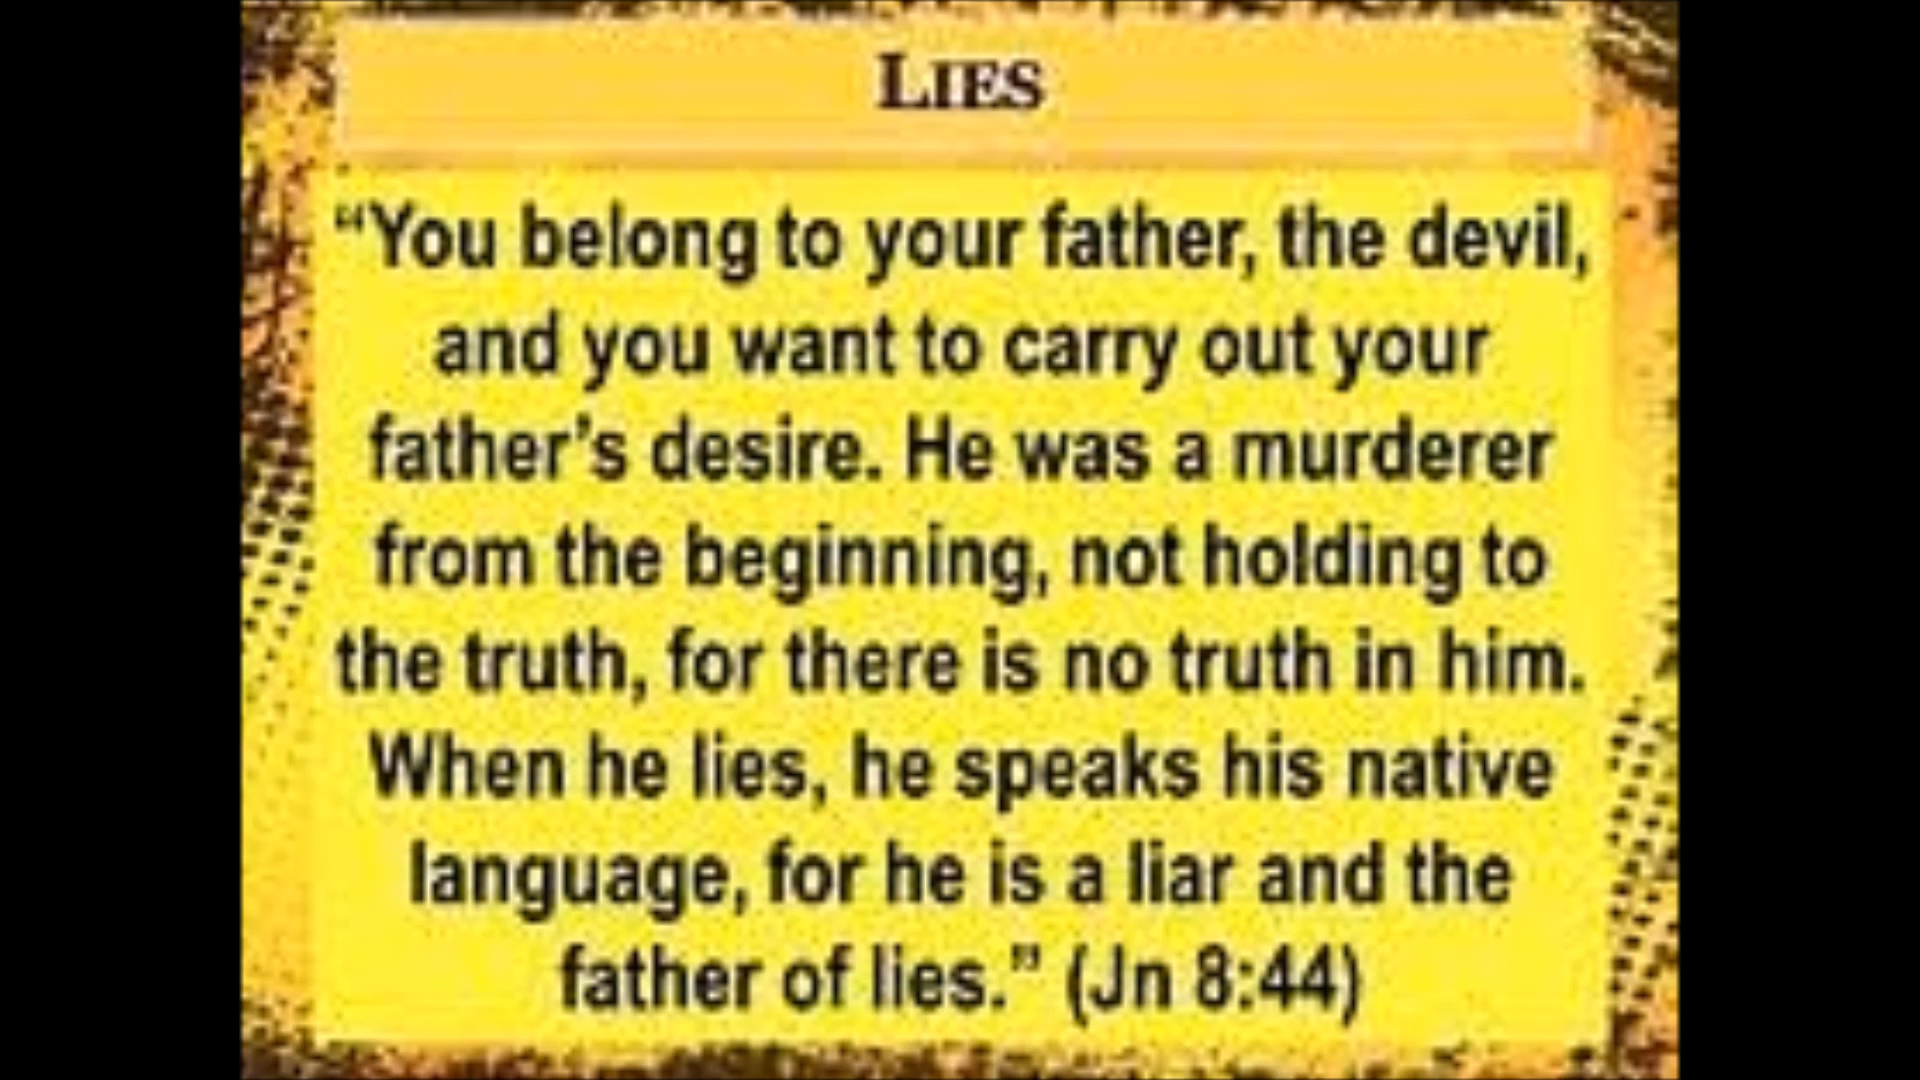 LIES
“You belong to your father, the devil,
and you want to carry out your
father’s desire. He was a murderer
from the beginning, not holding to
the truth, for there is no truth in him.
When he lies, he speaks his native
language, for he is a liar and the
father of lies.” (Jn 8:44)